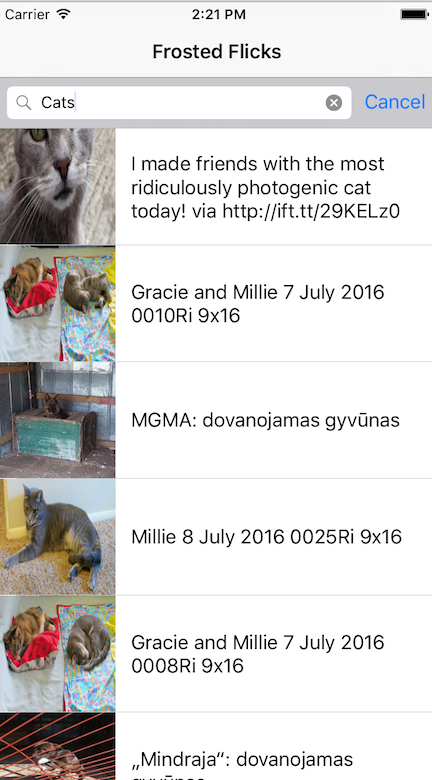 Carrier 2:21 PM
Frosted Flicks
Cats Cancel
I made friends with the most
ridiculously photogenic cat
today! via http://ift.tt/29KELz0
Gracie and Millie 7 July 2016
0010Ri 9x16
MGMA: dovanojamas gyvūnas
Millie 8 July 2016 0025Ri 9x16
Gracie and Millie 7 July 2016
0008Ri 9x16
„Mindraja“: dovanojamas
gyvūnas